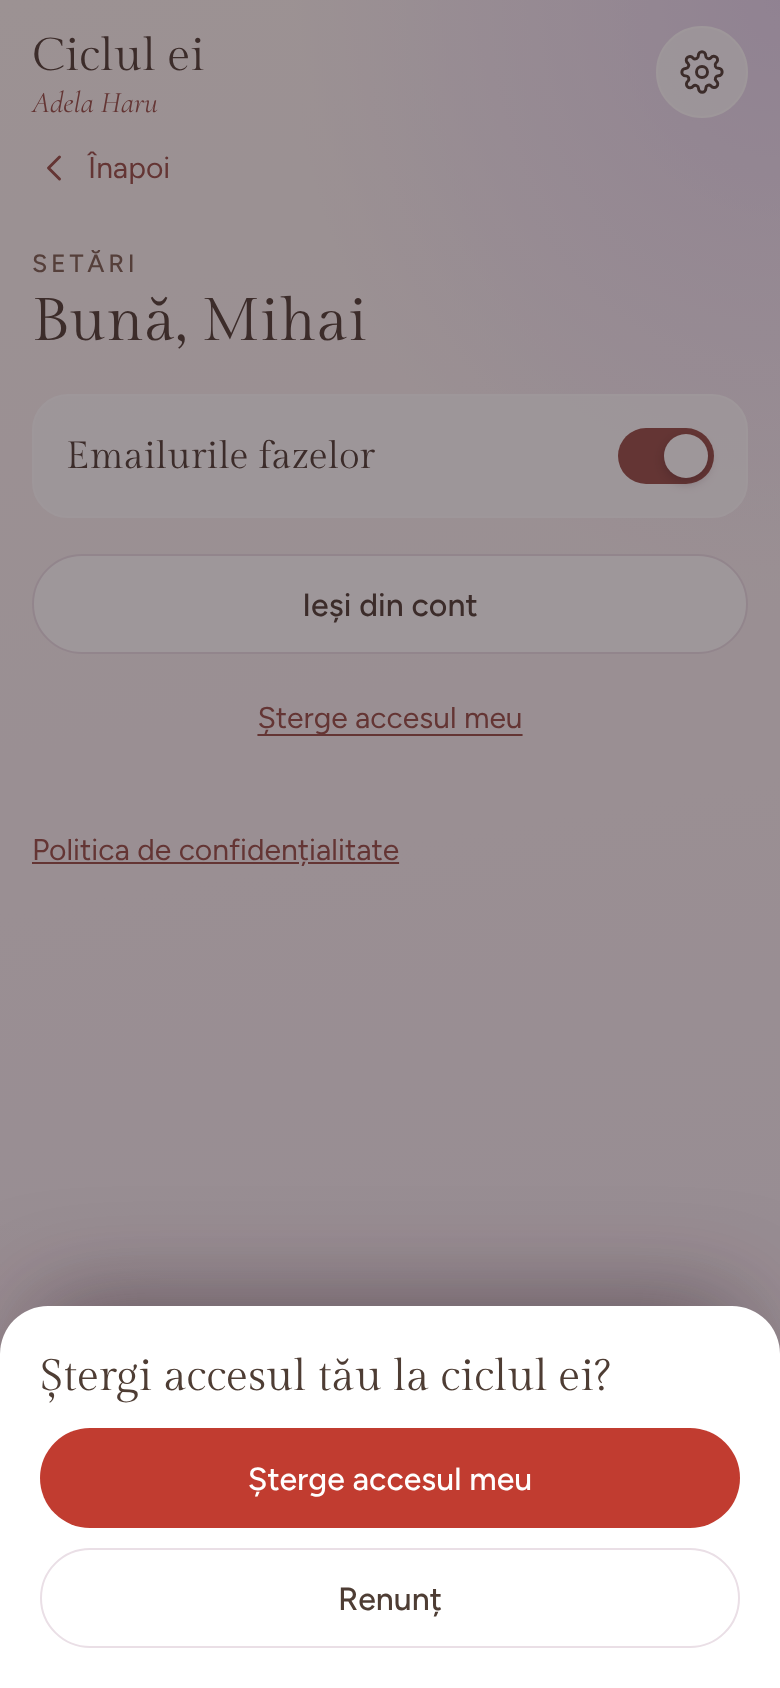 Ciclul ei
Adela Haru
Înapoi
SETĂRI
Bună, Mihai
Emailurile fazelor
Ieși din cont
Șterge accesul meu
Politica de confidențialitate
Ștergi accesul tău la ciclul ei?
Șterge accesul meu
Renunț